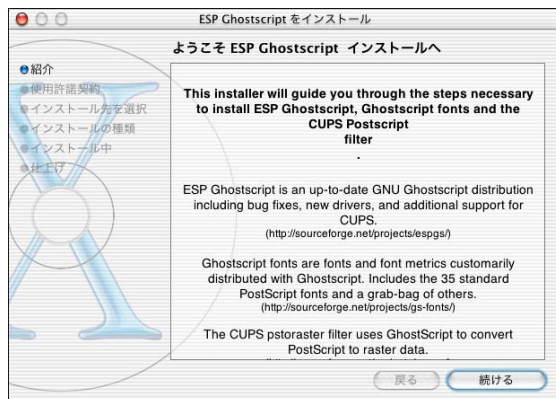 ESP Ghostscript をインストール
ようこそ ESP Ghostscript インストールへ
紹介
使用許諾契約
インストール先を選択
インストールの種類
インストール中
仕上げ
This installer will guide you through the steps necessary
to install ESP Ghostscript, Ghostscript fonts and the
CUPS Postscript
filter
.
ESP Ghostscript is an up-to-date GNU Ghostscript distribution
including bug fixes, new drivers, and additional support for
CUPS.
(http://sourceforge.net/projects/espgs/)
Ghostscript fonts are fonts and font metrics customarily
distributed with Ghostscript. Includes the 35 standard
PostScript fonts and a grab-bag of others.
(http://sourceforge.net/projects/gs-fonts/)
The CUPS pstoraster filter uses GhostScript to convert
PostScript to raster data.
戻る
続ける